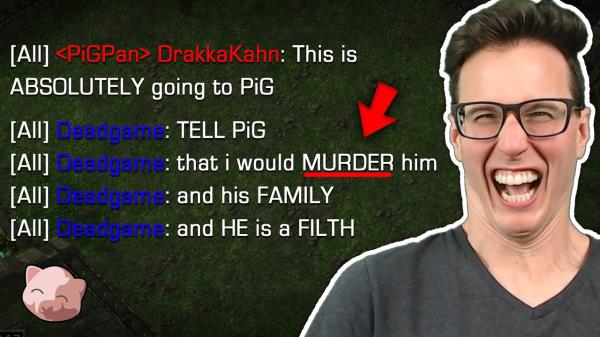 [All] <PiGPan> DrakkaKahn: This is
ABSOLUTELY going to PiG
[All] Deadgame: TELL PiG
[All] Deadgame: that i would MURDER him
[All] Deadgame: and his FAMILY
[All] Deadgame: and HE is a FILTH